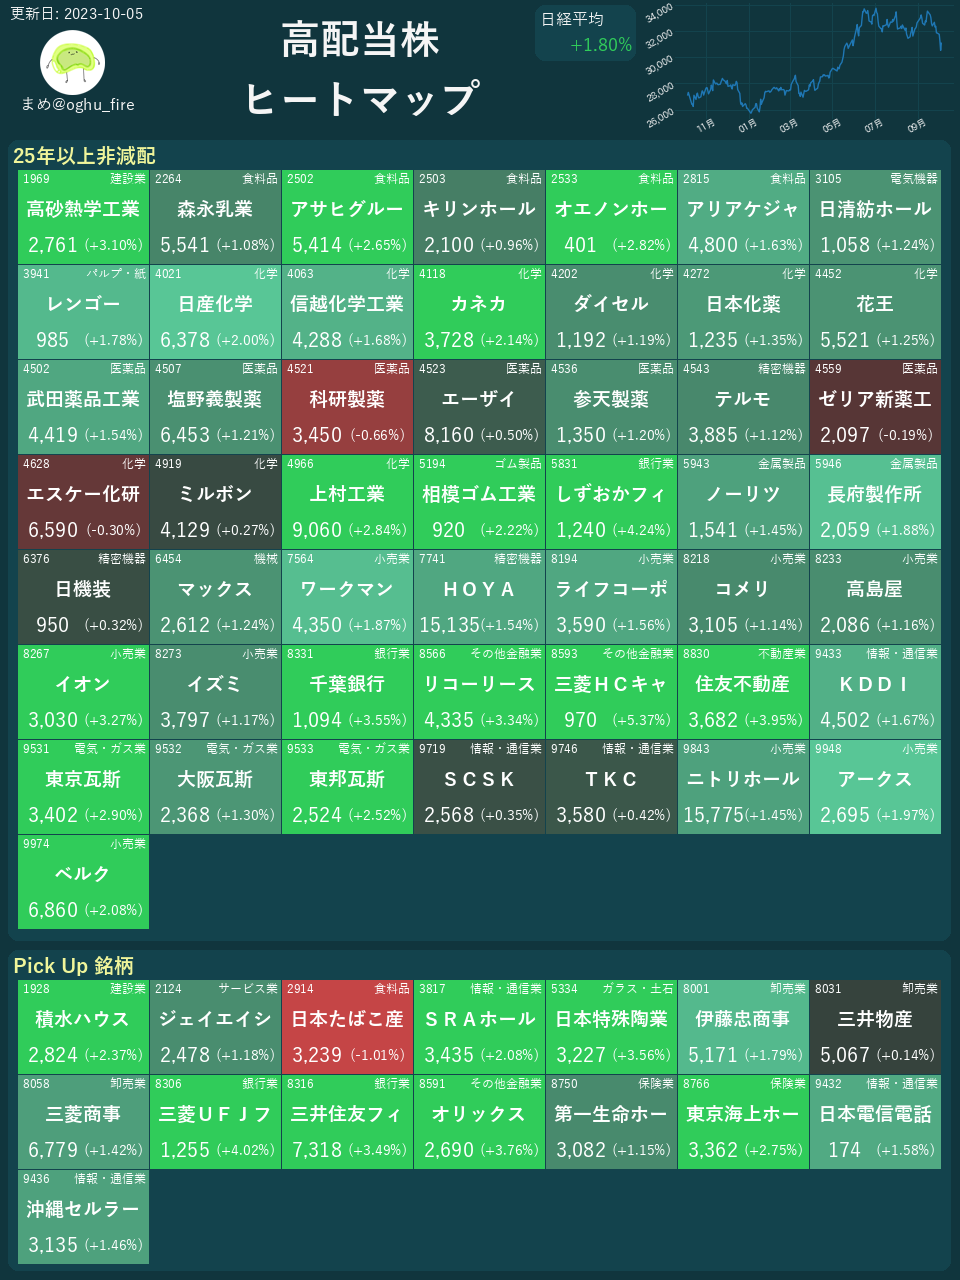 更新日: 2023-10-05
まめ@oghu_fire
高配当株
ヒートマップ
日経平均
+1.80%
34,000
32,000
30,000
28,000
26,000
11月 01月 03月 05月 07月 09月
25年以上非減配
1969 建設業 2264 食料品 2502 食料品 2503 食料品 2533 食料品 2815 食料品 3105 電気機器
高砂熱学工業 森永乳業 アサヒグルー キリンホール オエノンホー アリアケジャ 日清紡ホール
2,761 (+3.10%) 5,541 (+1.08%) 5,414 (+2.65%) 2,100 (+0.96%) 401 (+2.82%) 4,800 (+1.63%) 1,058 (+1.24%)
3941 パルプ・紙 4021 化学 4063 化学 4118 化学 4202 化学 4272 化学 4452 化学
レンゴー 日産化学 信越化学工業 カネカ ダイセル 日本化薬 花王
985 (+1.78%) 6,378 (+2.00%) 4,288 (+1.68%) 3,728 (+2.14%) 1,192 (+1.19%) 1,235 (+1.35%) 5,521 (+1.25%)
4502 医薬品 4507 医薬品 4521 医薬品 4523 医薬品 4536 医薬品 4543 精密機器 4559 医薬品
武田薬品工業 塩野義製薬 科研製薬 エーザイ 参天製薬 テルモ ゼリア新薬工
4,419 (+1.54%) 6,453 (+1.21%) 3,450 (-0.66%) 8,160 (+0.50%) 1,350 (+1.20%) 3,885 (+1.12%) 2,097 (-0.19%)
4628 化学 4919 化学 4966 化学 5194 ゴム製品 5831 銀行業 5943 金属製品 5946 金属製品
エスケー化研 ミルボン 上村工業 相模ゴム工業 しずおかフィ ノーリツ 長府製作所
6,590 (-0.30%) 4,129 (+0.27%) 9,060 (+2.84%) 920 (+2.22%) 1,240 (+4.24%) 1,541 (+1.45%) 2,059 (+1.88%)
6376 精密機器 6454 機械 7564 小売業 7741 精密機器 8194 小売業 8218 小売業 8233 小売業
日機装 マックス ワークマン ＨＯＹＡ ライフコーポ コメリ 高島屋
950 (+0.32%) 2,612 (+1.24%) 4,350 (+1.87%) 15,135(+1.54%) 3,590 (+1.56%) 3,105 (+1.14%) 2,086 (+1.16%)
8267 小売業 8273 小売業 8331 銀行業 8566 その他金融業 8593 その他金融業 8830 不動産業 9433 情報・通信業
イオン イズミ 千葉銀行 リコーリース 三菱ＨＣキャ 住友不動産 ＫＤＤＩ
3,030 (+3.27%) 3,797 (+1.17%) 1,094 (+3.55%) 4,335 (+3.34%) 970 (+5.37%) 3,682 (+3.95%) 4,502 (+1.67%)
9531 電気・ガス業 9532 電気・ガス業 9533 電気・ガス業 9719 情報・通信業 9746 情報・通信業 9843 小売業 9948 小売業
東京瓦斯 大阪瓦斯 東邦瓦斯 ＳＣＳＫ ＴＫＣ ニトリホール アークス
3,402 (+2.90%) 2,368 (+1.30%) 2,524 (+2.52%) 2,568 (+0.35%) 3,580 (+0.42%) 15,775(+1.45%) 2,695 (+1.97%)
9974 小売業
ベルク
6,860 (+2.08%)
Pick Up 銘柄
1928 建設業 2124 サービス業 2914 食料品 3817 情報・通信業 5334 ガラス・土石 8001 卸売業 8031 卸売業
積水ハウス ジェイエイシ 日本たばこ産 ＳＲＡホール 日本特殊陶業 伊藤忠商事 三井物産
2,824 (+2.37%) 2,478 (+1.18%) 3,239 (-1.01%) 3,435 (+2.08%) 3,227 (+3.56%) 5,171 (+1.79%) 5,067 (+0.14%)
8058 卸売業 8306 銀行業 8316 銀行業 8591 その他金融業 8750 保険業 8766 保険業 9432 情報・通信業
三菱商事 三菱ＵＦＪフ 三井住友フィ オリックス 第一生命ホー 東京海上ホー 日本電信電話
6,779 (+1.42%) 1,255 (+4.02%) 7,318 (+3.49%) 2,690 (+3.76%) 3,082 (+1.15%) 3,362 (+2.75%) 174 (+1.58%)
9436 情報・通信業
沖縄セルラー
3,135 (+1.46%)